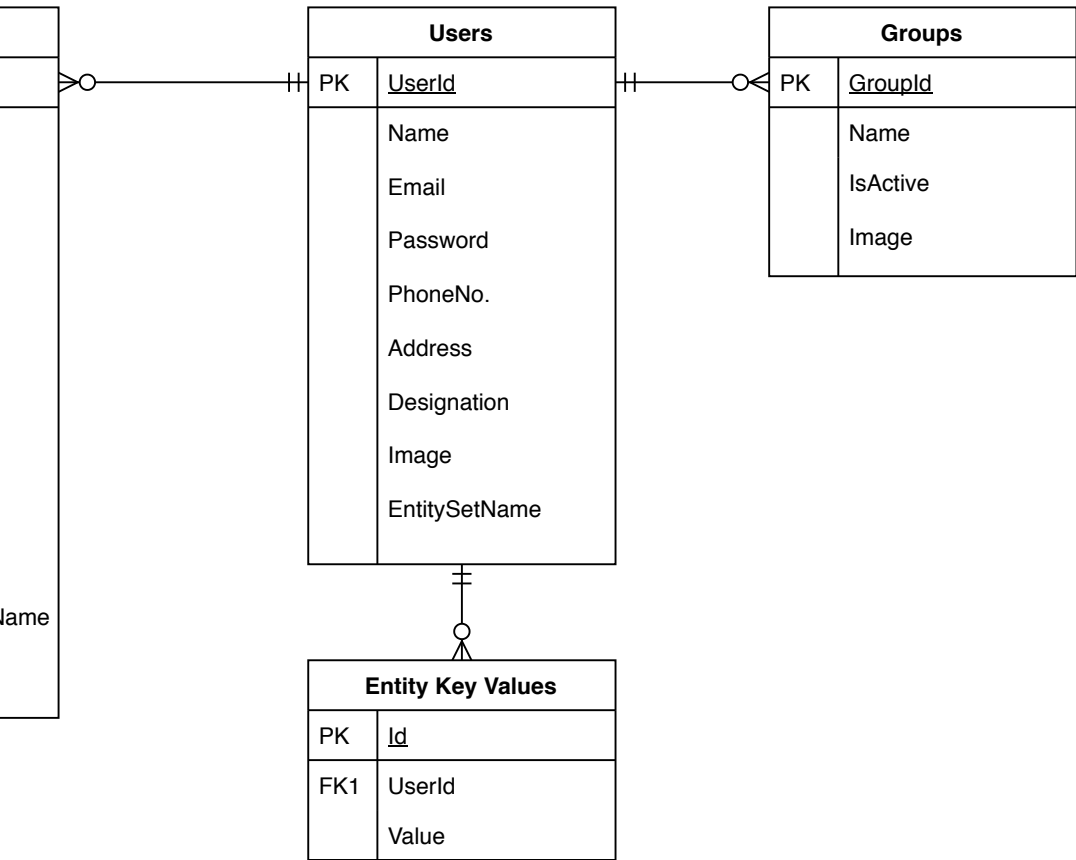 Users
PK UserId
Name
Email
Password
PhoneNo.
Address
Designation
Image
EntitySetName
Groups
PK GroupId
Name
IsActive
Image
Entity Key Values
PK Id
FK1 UserId
Value